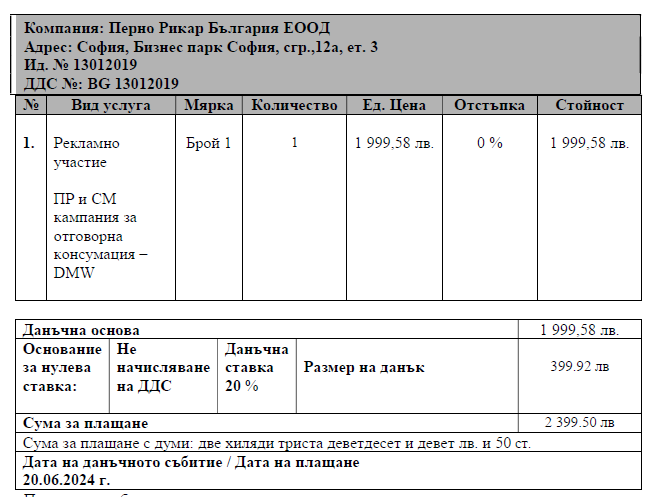 Компания: Перно Рикар България ЕООД
Адрес: София, Бизнес парк София, сгр.,12а, ет. 3
Ид. № 13012019
ДДС №: BG 13012019
№ Вид услуга Мярка Количество Ед. Цена Отстъпка Стойност
1. Рекламно Брой 1 1 1 999,58 лв. 0 % 1 999,58 лв.
участие
ПР и СМ
кампания за
отговорна
консумация –
DMW
Данъчна основа 1 999,58 лв.
Основание Не Данъчна
за нулева начисляване ставка Размер на данък 399.92 лв
ставка: на ДДС 20 %
Сума за плащане 2 399.50 лв
Сума за плащане с думи: две хиляди триста деветдесет и девет лв. и 50 ст.
Дата на данъчното събитие / Дата на плащане
20.06.2024 г.